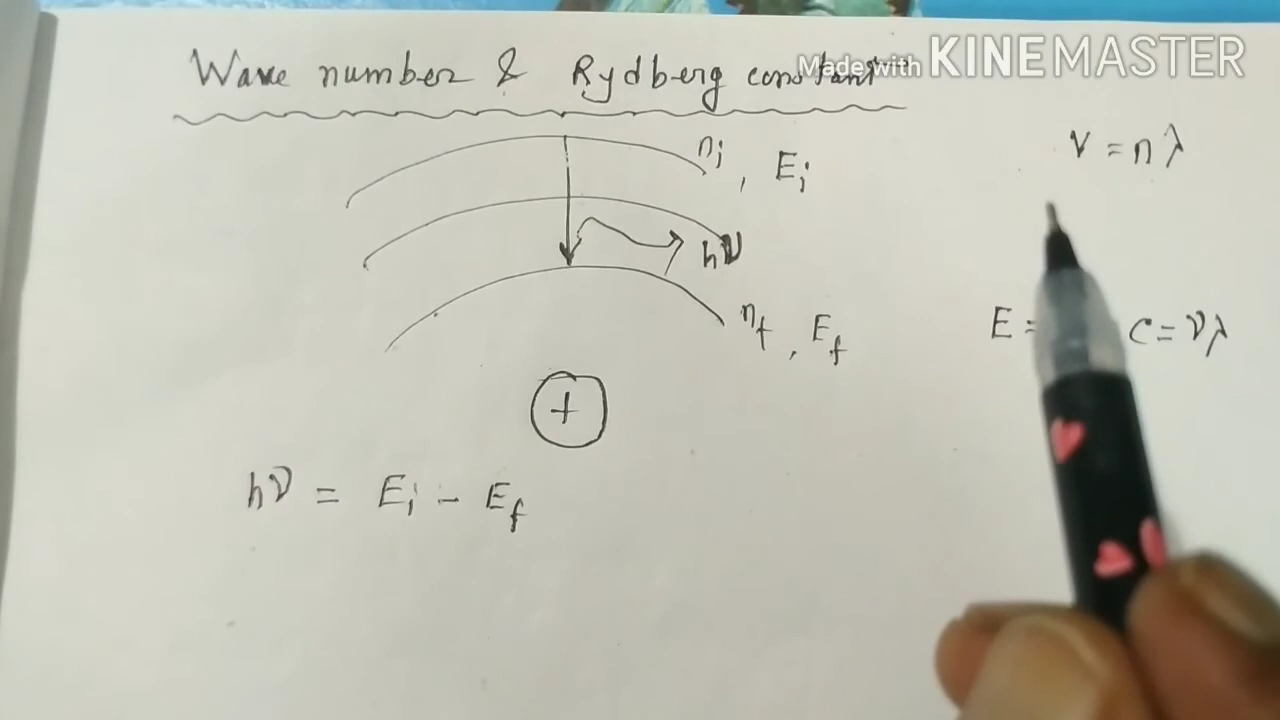 Wave number & Rydberg constant
Made with KINEMASTER
ni, Ei
v = nλ
hν
nf, Ef
E =
c = νλ
+
hν = Ei - Ef